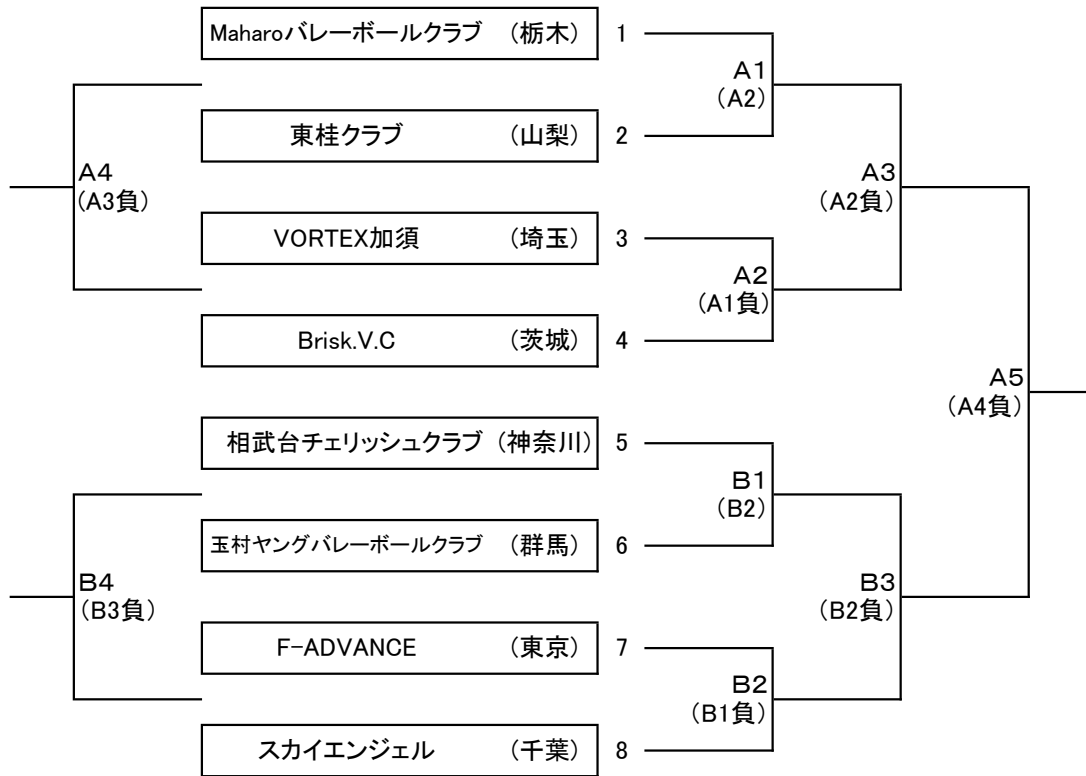 Maharoバレーボールクラブ （栃木） 1
A1
(A2)
東桂クラブ （山梨） 2
A4
(A3負)
A3
(A2負)
VORTEX加須 （埼玉） 3
A2
(A1負)
Brisk.V.C （茨城） 4
A5
(A4負)
相武台チェリッシュクラブ （神奈川） 5
B1
(B2)
玉村ヤングバレーボールクラブ （群馬） 6
B4
(B3負)
B3
(B2負)
F-ADVANCE （東京） 7
B2
(B1負)
スカイエンジェル （千葉） 8